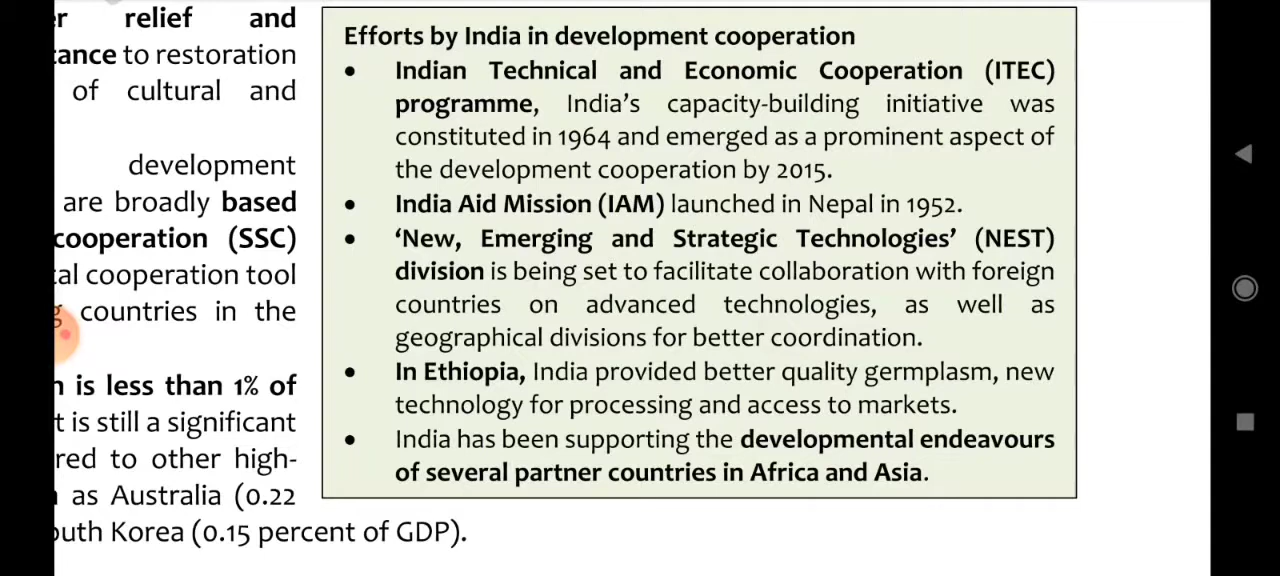 relief and
to restoration
of cultural and
development
are broadly based
cooperation (SSC)
cooperation tool
countries in the
is less than 1% of
is still a significant
to other high-
as Australia (0.22
Korea (0.15 percent of GDP).
Efforts by India in development cooperation
• Indian Technical and Economic Cooperation (ITEC)
programme, India's capacity-building initiative was
constituted in 1964 and emerged as a prominent aspect of
the development cooperation by 2015.
• India Aid Mission (IAM) launched in Nepal in 1952.
• ‘New, Emerging and Strategic Technologies’ (NEST)
division is being set to facilitate collaboration with foreign
countries on advanced technologies, as well as
geographical divisions for better coordination.
• In Ethiopia, India provided better quality germplasm, new
technology for processing and access to markets.
• India has been supporting the developmental endeavours
of several partner countries in Africa and Asia.